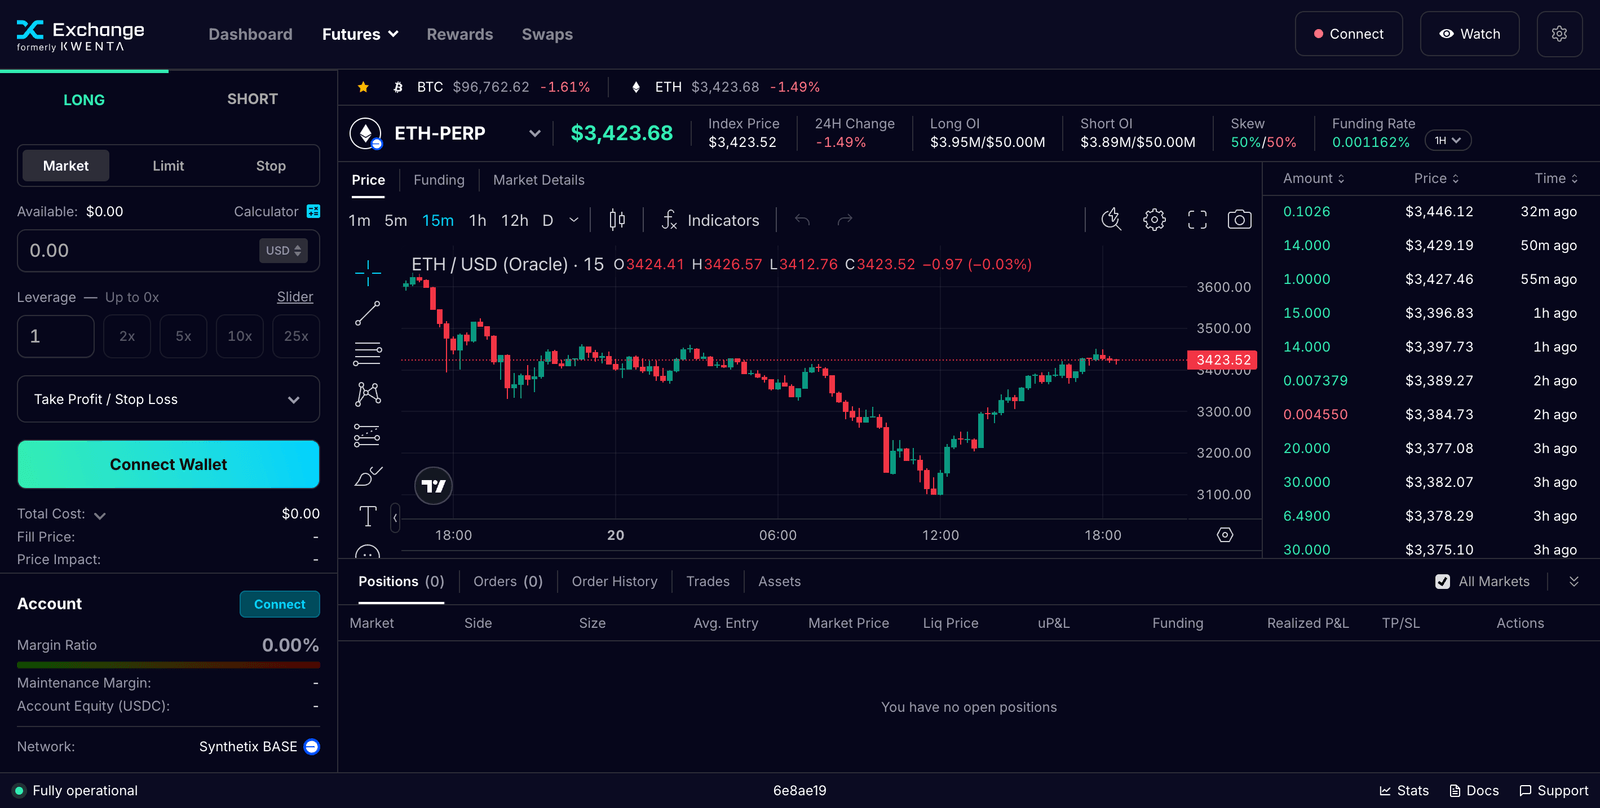 Exchange
formerly KWENTA
Dashboard
Futures
Rewards
Swaps
Connect
Watch
LONG
SHORT
Market
Limit
Stop
Available: $0.00
Calculator
0.00
USD
Leverage — Up to 0x
Slider
1
2x
5x
10x
25x
Take Profit / Stop Loss
Connect Wallet
Total Cost:
$0.00
Fill Price:
-
Price Impact:
-
Account
Connect
Margin Ratio
0.00%
Maintenance Margin:
-
Account Equity (USDC):
-
Network:
Synthetix BASE
BTC $96,762.62 -1.61%
ETH $3,423.68 -1.49%
ETH-PERP
$3,423.68
Index Price
$3,423.52
24H Change
-1.49%
Long OI
$3.95M/$50.00M
Short OI
$3.89M/$50.00M
Skew
50%/50%
Funding Rate
0.001162%
1H
Price
Funding
Market Details
1m 5m 15m 1h 12h D
Indicators
ETH / USD (Oracle) · 15 O3424.41 H3426.57 L3412.76 C3423.52 −0.97 (−0.03%)
3600.00
3500.00
3423.52
3400.00
3300.00
3200.00
3100.00
18:00
20
06:00
12:00
18:00
Amount Price Time
0.1026 $3,446.12 32m ago
14.000 $3,429.19 50m ago
1.0000 $3,427.46 55m ago
15.000 $3,396.83 1h ago
14.000 $3,397.73 1h ago
0.007379 $3,389.27 2h ago
0.004550 $3,384.73 2h ago
20.000 $3,377.08 3h ago
30.000 $3,382.07 3h ago
6.4900 $3,378.29 3h ago
30.000 $3,375.10 3h ago
Positions (0)
Orders (0)
Order History
Trades
Assets
All Markets
Market
Side
Size
Avg. Entry
Market Price
Liq Price
uP&L
Funding
Realized P&L
TP/SL
Actions
You have no open positions
Fully operational
6e8ae19
Stats
Docs
Support